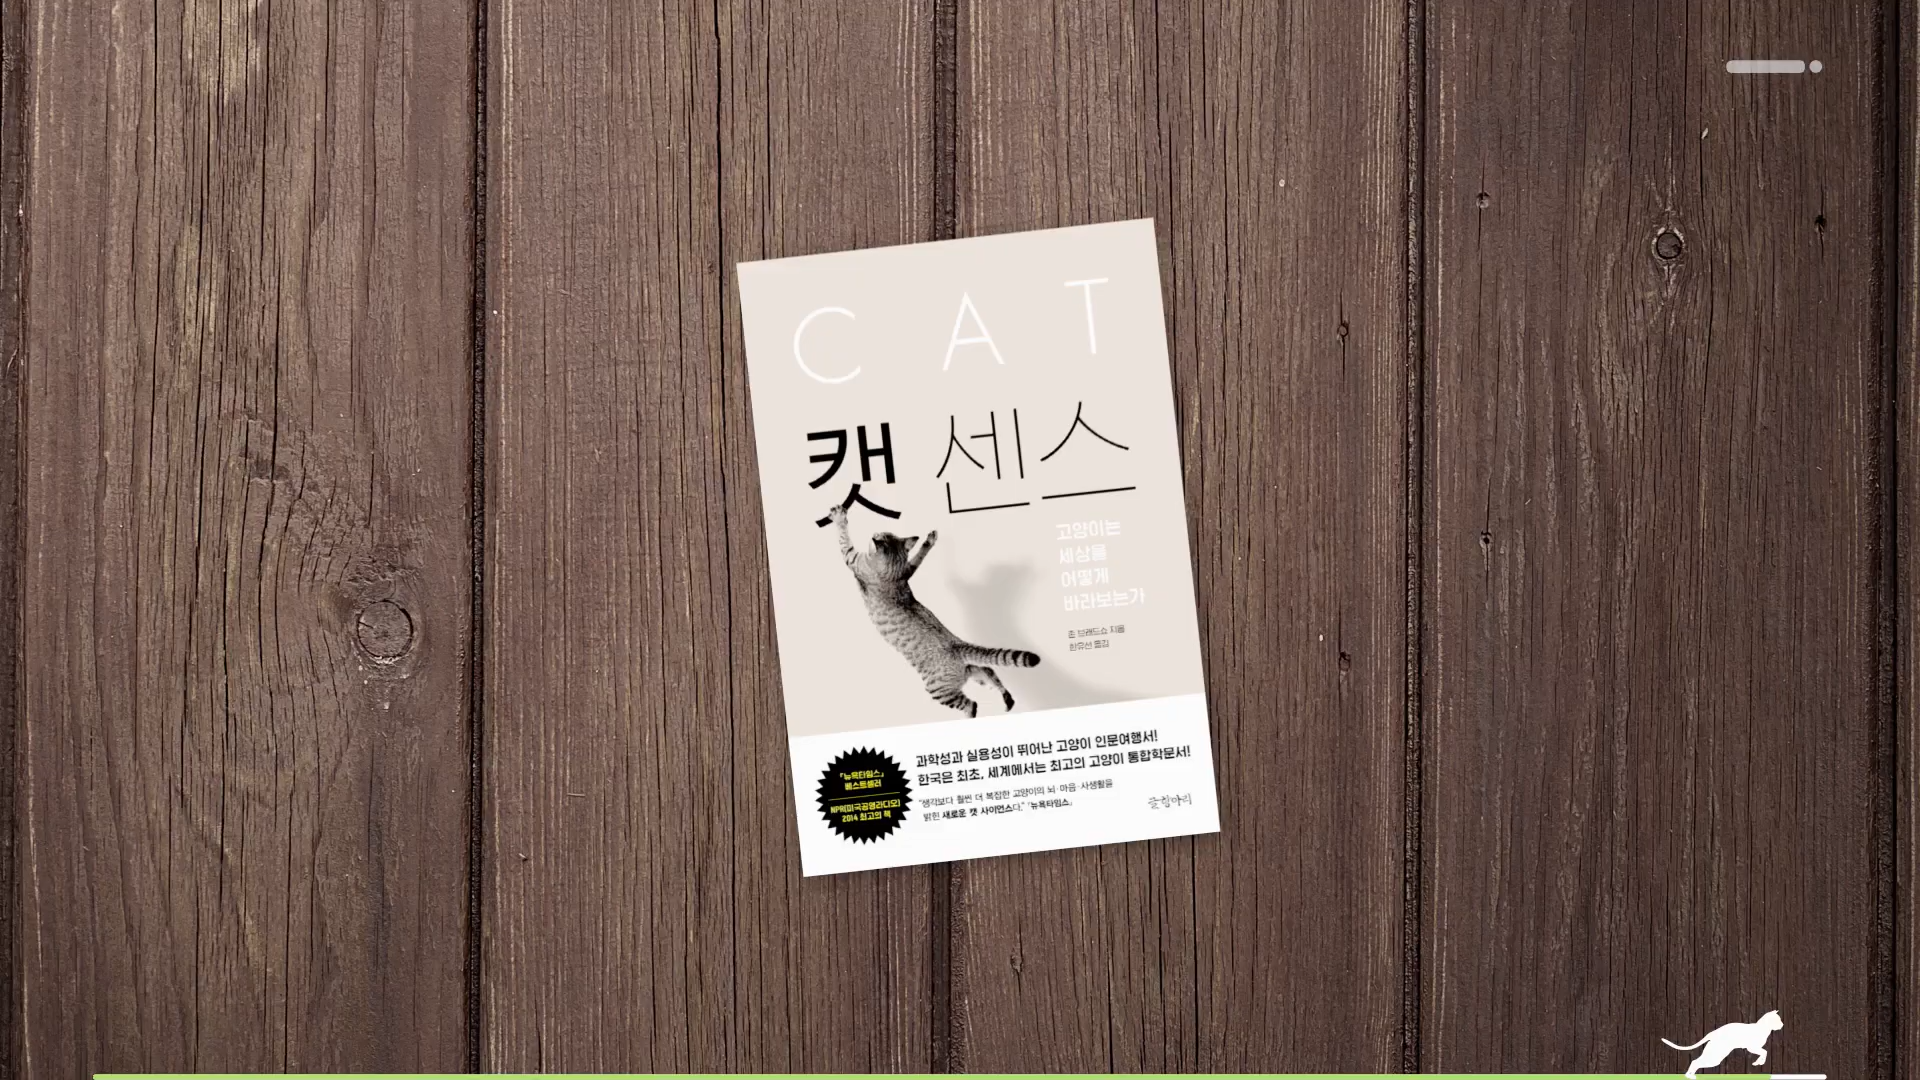 CAT
캣 센스
고양이는
세상을
어떻게
바라보는가
존 브래드쇼 지음
한유선 옮김
과학성과 실용성이 뛰어난 고양이 인문여행서!
한국은 최초, 세계에서는 최고의 고양이 통합학문서!
“생각보다 훨씬 더 복잡한 고양이의 뇌·마음·사생활을
밝힌 새로운 캣 사이언스다.” 『뉴욕타임스』
『뉴욕타임스』
베스트셀러
NPR(미국공영라디오)
2014 최고의 책
글항아리